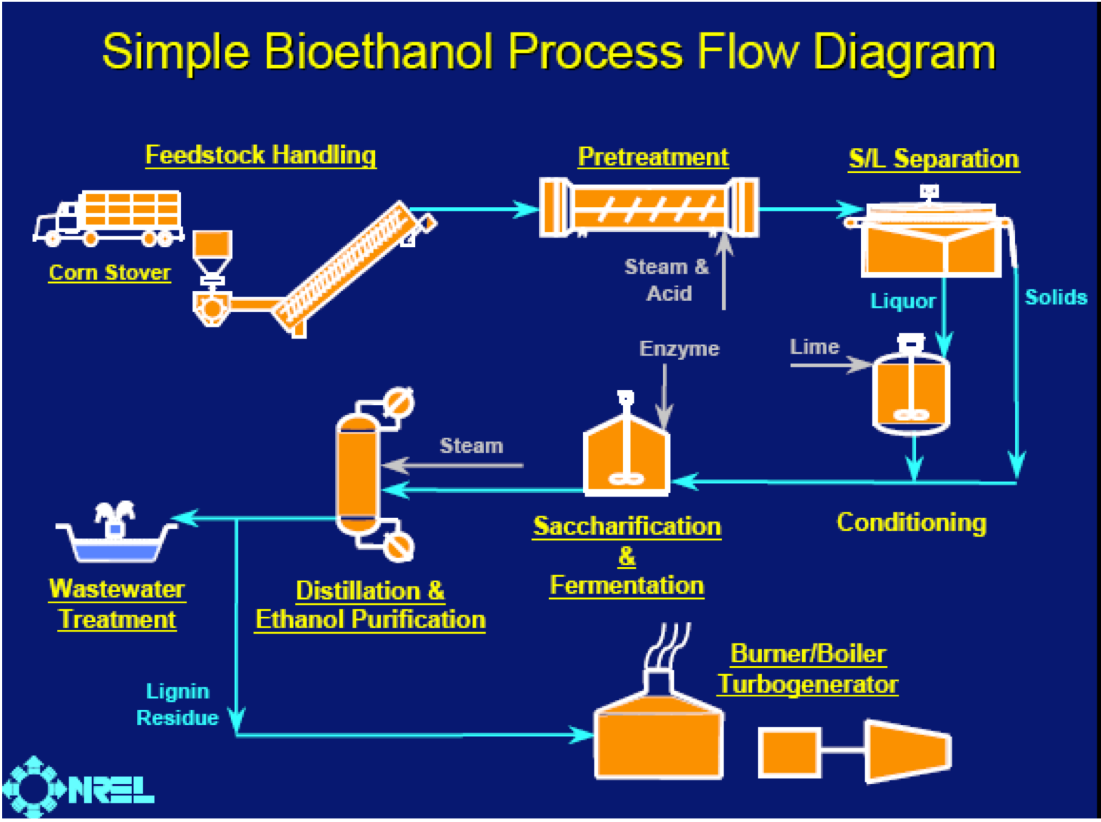 Simple Bioethanol Process Flow Diagram
Feedstock Handling
Pretreatment
S/L Separation
Corn Stover
Steam &
Acid
Liquor
Solids
Enzyme
Lime
Steam
Conditioning
Saccharification
&
Fermentation
Distillation &
Ethanol Purification
Wastewater
Treatment
Lignin
Residue
Burner/Boiler
Turbogenerator
NREL